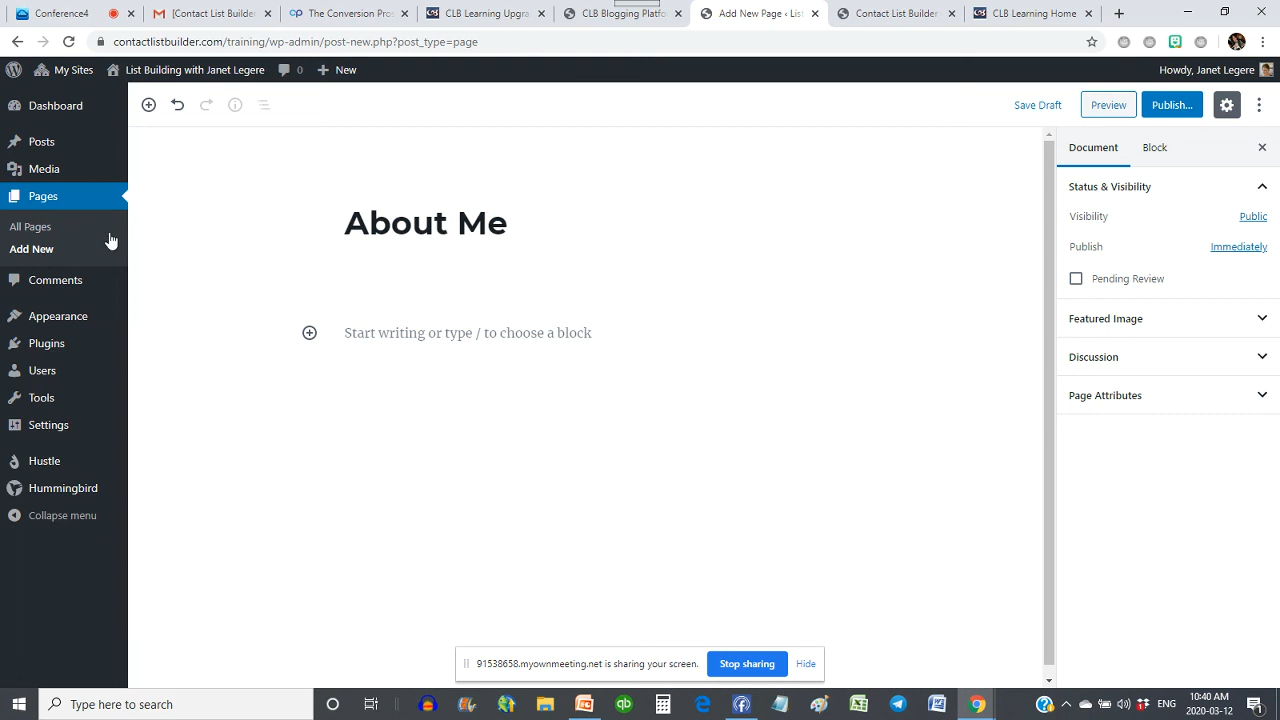 [Contact List Builder
The Conversion Pro
CLB Learning Upgra
CLB Blogging Platfo
Add New Page ‹ List
Contact List Builder
CLB Learning Home
contactlistbuilder.com/training/wp-admin/post-new.php?post_type=page
My Sites
List Building with Janet Legere
0
New
Howdy, Janet Legere
Dashboard
Posts
Media
Pages
All Pages
Add New
Comments
Appearance
Plugins
Users
Tools
Settings
Hustle
Hummingbird
Collapse menu
Save Draft
Preview
Publish...
About Me
Start writing or type / to choose a block
Document
Block
Status & Visibility
Visibility
Public
Publish
Immediately
Pending Review
Featured Image
Discussion
Page Attributes
91538658.myownmeeting.net is sharing your screen.
Stop sharing
Hide
Type here to search
ENG
10:40 AM
2020-03-12